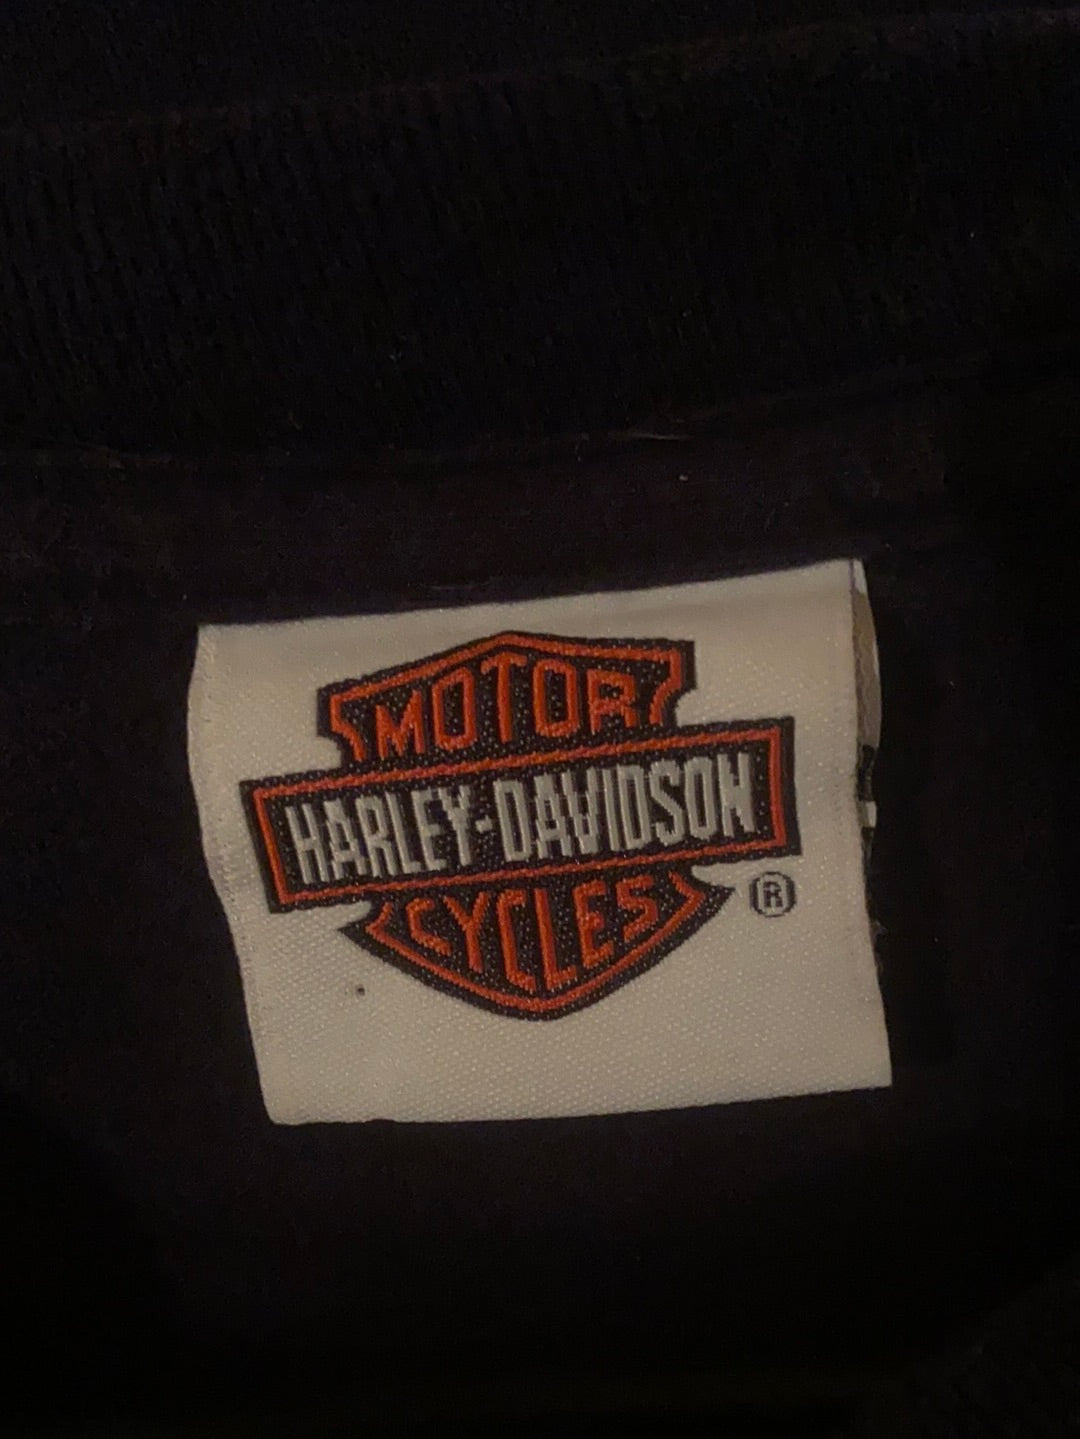 MOTOR
HARLEY-DAVIDSON
CYCLES
®